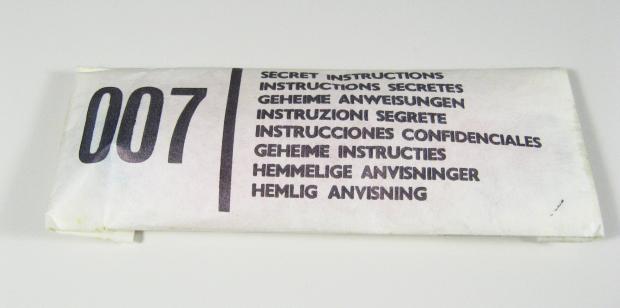 007
SECRET INSTRUCTIONS
INSTRUCTIONS SECRETES
GEHEIME ANWEISUNGEN
INSTRUZIONI SEGRETE
INSTRUCCIONES CONFIDENCIALES
GEHEIME INSTRUCTIES
HEMMELIGE ANVISNINGER
HEMLIG ANVISNING